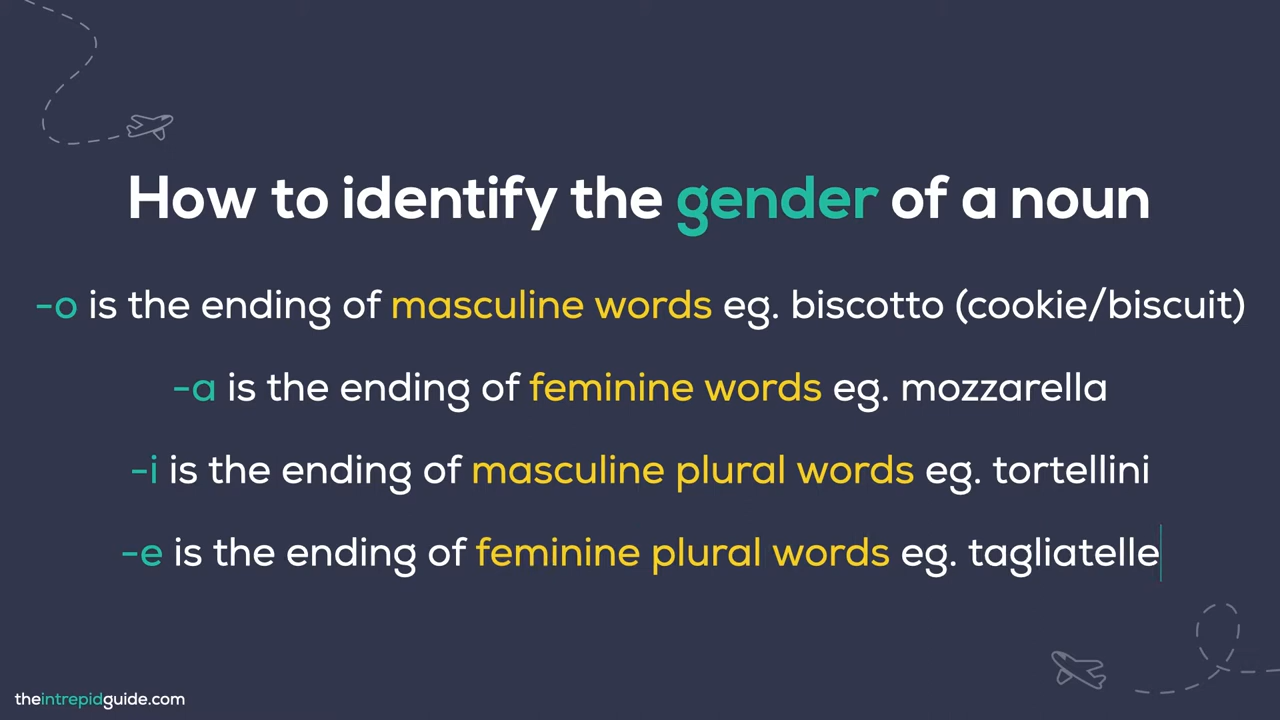 How to identify the gender of a noun
-o is the ending of masculine words eg. biscotto (cookie/biscuit)
-a is the ending of feminine words eg. mozzarella
-i is the ending of masculine plural words eg. tortellini
-e is the ending of feminine plural words eg. tagliatelle
theintrepidguide.com